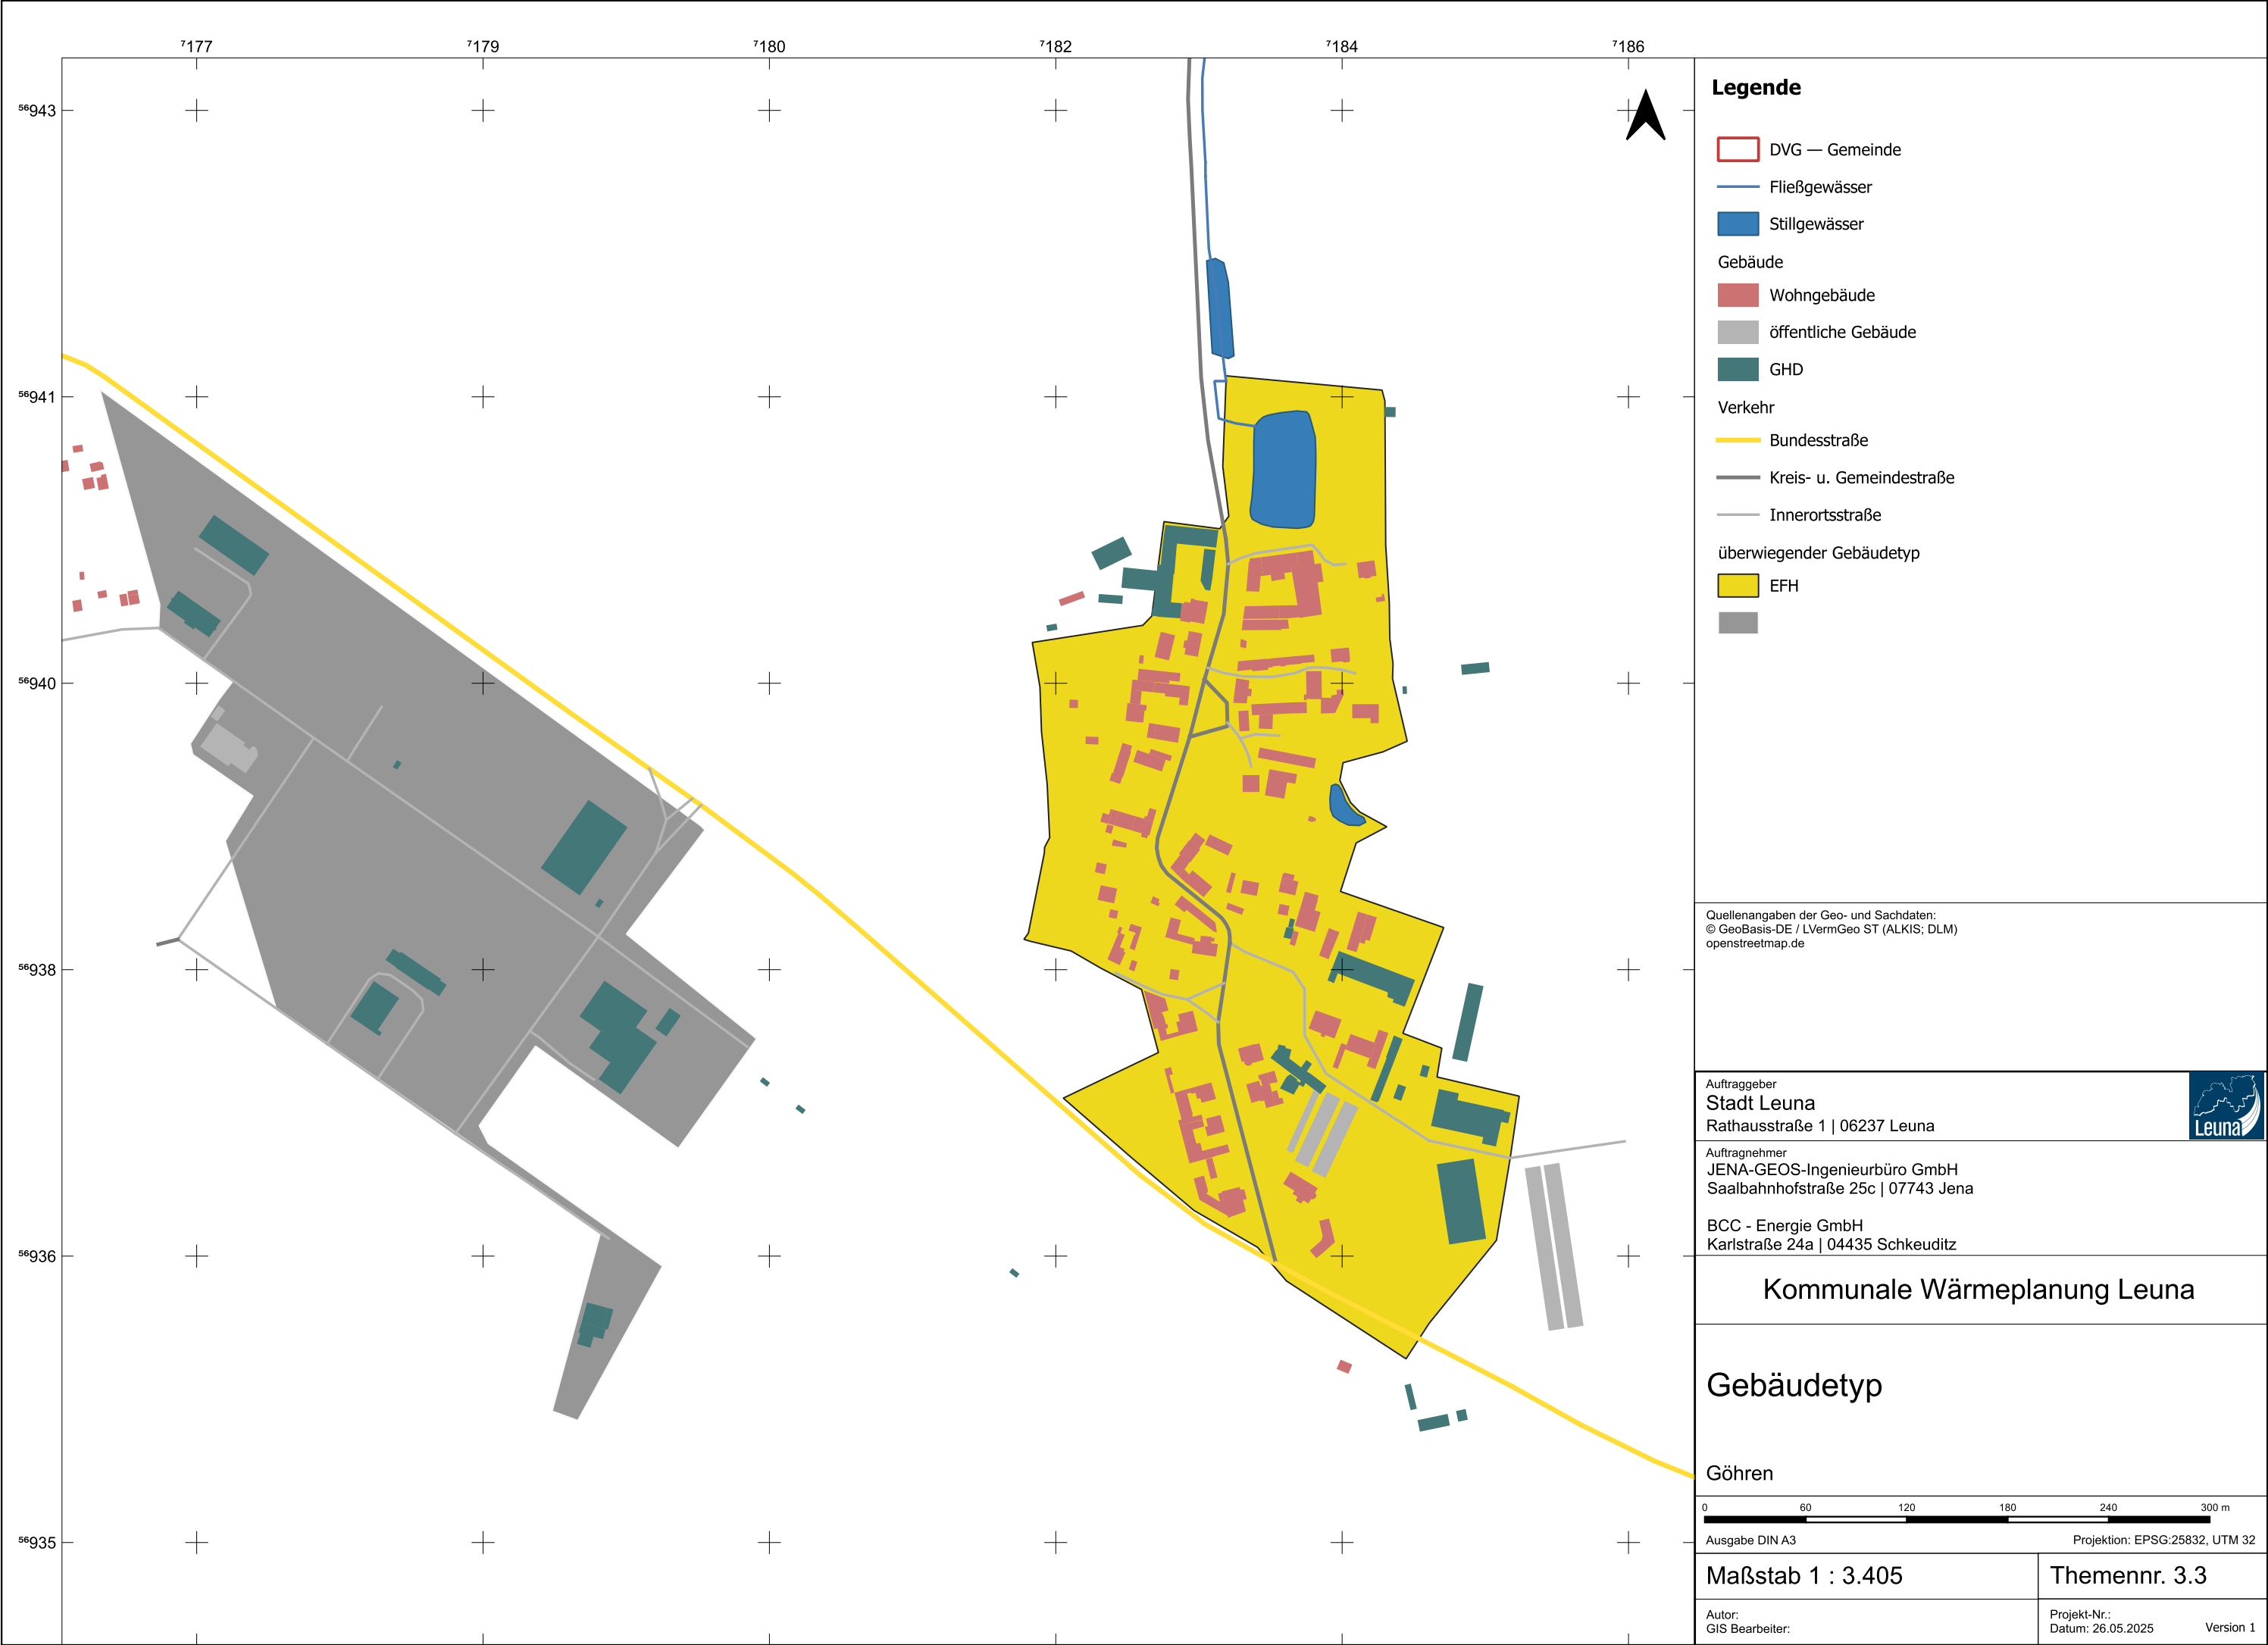 ⁷177 ⁷179 ⁷180 ⁷182 ⁷184 ⁷186
⁵⁶943
⁵⁶941
⁵⁶940
⁵⁶938
⁵⁶936
⁵⁶935
Legende
DVG — Gemeinde
Fließgewässer
Stillgewässer
Gebäude
Wohngebäude
öffentliche Gebäude
GHD
Verkehr
Bundesstraße
Kreis- u. Gemeindestraße
Innerortsstraße
überwiegender Gebäudetyp
EFH
Quellenangaben der Geo- und Sachdaten:
© GeoBasis-DE / LVermGeo ST (ALKIS; DLM)
openstreetmap.de
Auftraggeber
Stadt Leuna
Rathausstraße 1 | 06237 Leuna
Leuna
Auftragnehmer
JENA-GEOS-Ingenieurbüro GmbH
Saalbahnhofstraße 25c | 07743 Jena
BCC - Energie GmbH
Karlstraße 24a | 04435 Schkeuditz
Kommunale Wärmeplanung Leuna
Gebäudetyp
Göhren
0 60 120 180 240 300 m
Ausgabe DIN A3 Projektion: EPSG:25832, UTM 32
Maßstab 1 : 3.405 Themennr. 3.3
Autor: Projekt-Nr.:
GIS Bearbeiter: Datum: 26.05.2025 Version 1